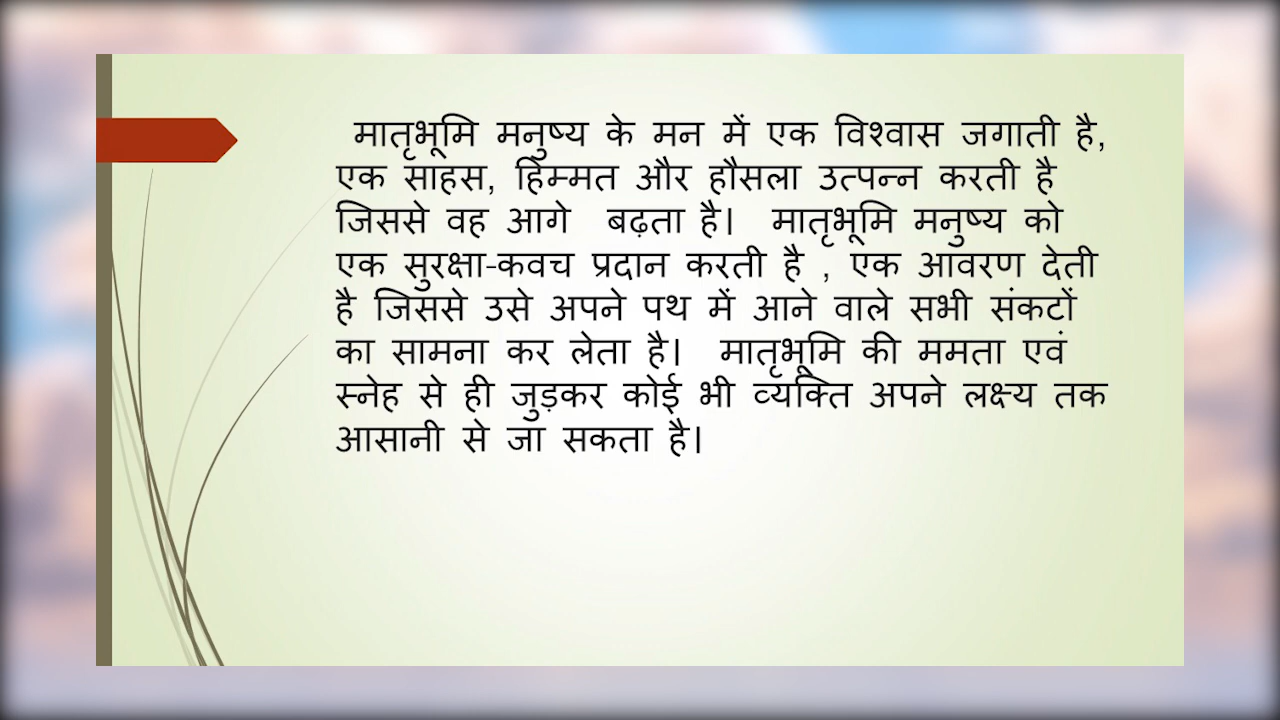 मातृभूमि मनुष्य के मन में एक विश्वास जगाती है,
एक साहस, हिम्मत और हौसला उत्पन्न करती है
जिससे वह आगे बढ़ता है। मातृभूमि मनुष्य को
एक सुरक्षा-कवच प्रदान करती है , एक आवरण देती
है जिससे उसे अपने पथ में आने वाले सभी संकटों
का सामना कर लेता है। मातृभूमि की ममता एवं
स्नेह से ही जुड़कर कोई भी व्यक्ति अपने लक्ष्य तक
आसानी से जा सकता है।